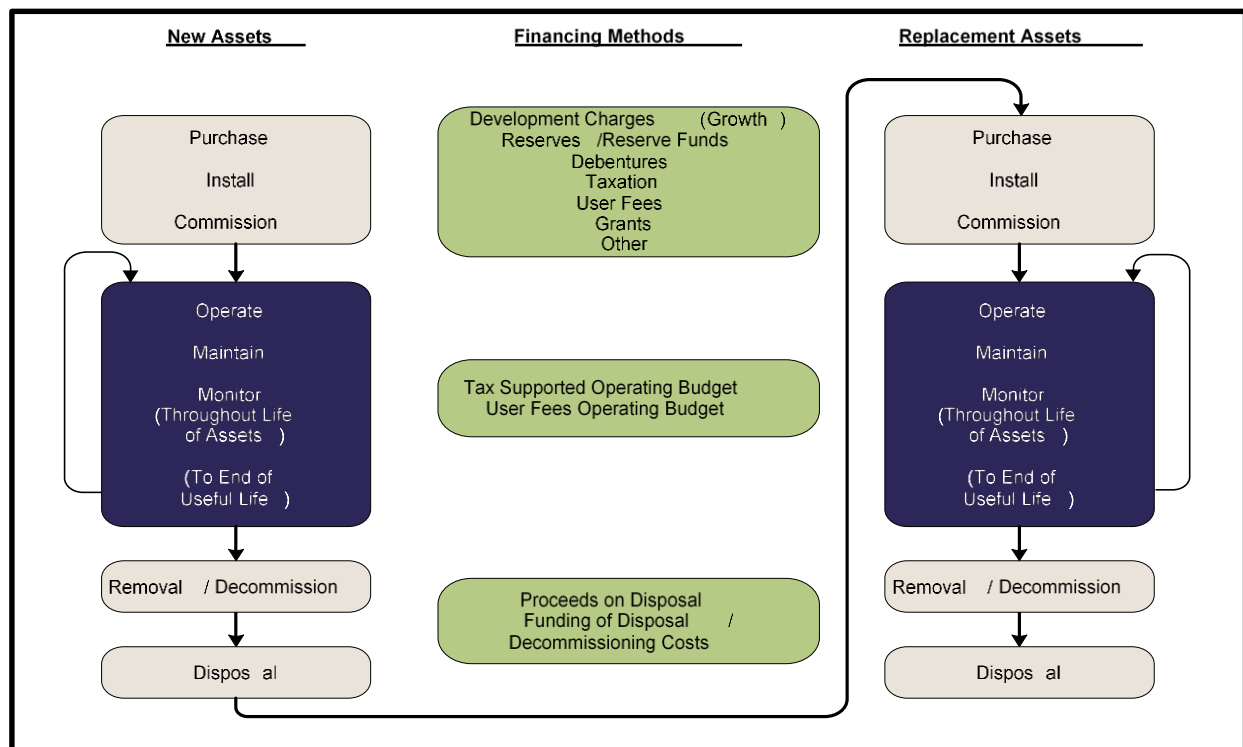 New Assets
Purchase
Install
Commission
Operate
Maintain
Monitor
(Throughout Life
of Assets )
(To End of
Useful Life )
Removal / Decommission
Dispos al
Financing Methods
Development Charges (Growth )
Reserves /Reserve Funds
Debentures
Taxation
User Fees
Grants
Other
Tax Supported Operating Budget
User Fees Operating Budget
Proceeds on Disposal
Funding of Disposal /
Decommissioning Costs
Replacement Assets
Purchase
Install
Commission
Operate
Maintain
Monitor
(Throughout Life
of Assets )
(To End of
Useful Life )
Removal / Decommission
Dispos al